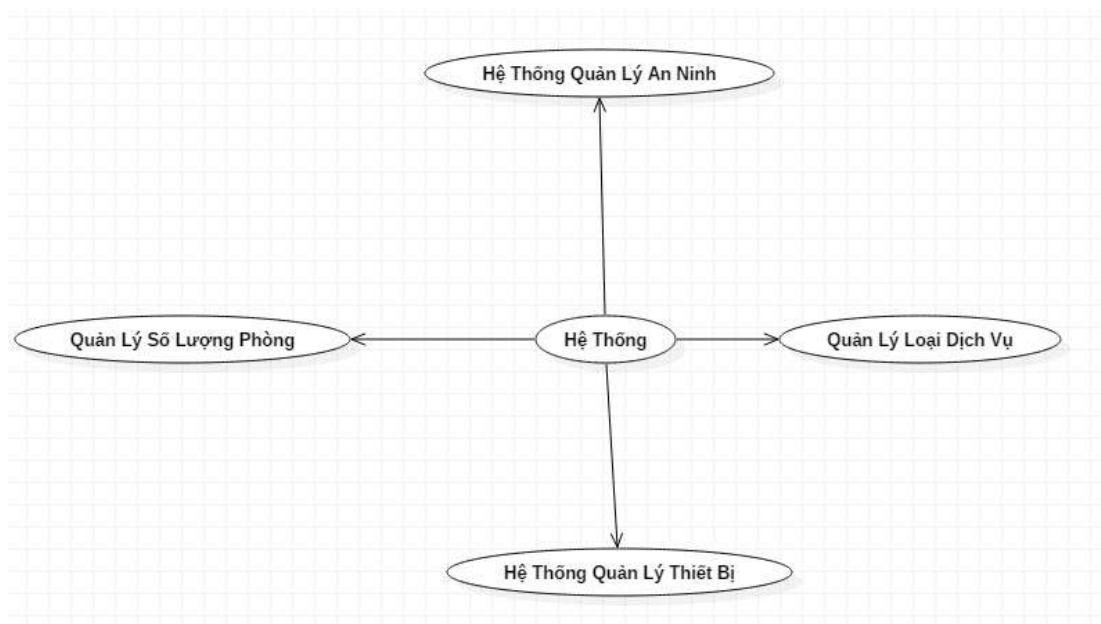 Hệ Thống Quản Lý An Ninh
Quản Lý Số Lượng Phòng
Hệ Thống
Quản Lý Loại Dịch Vụ
Hệ Thống Quản Lý Thiết Bị